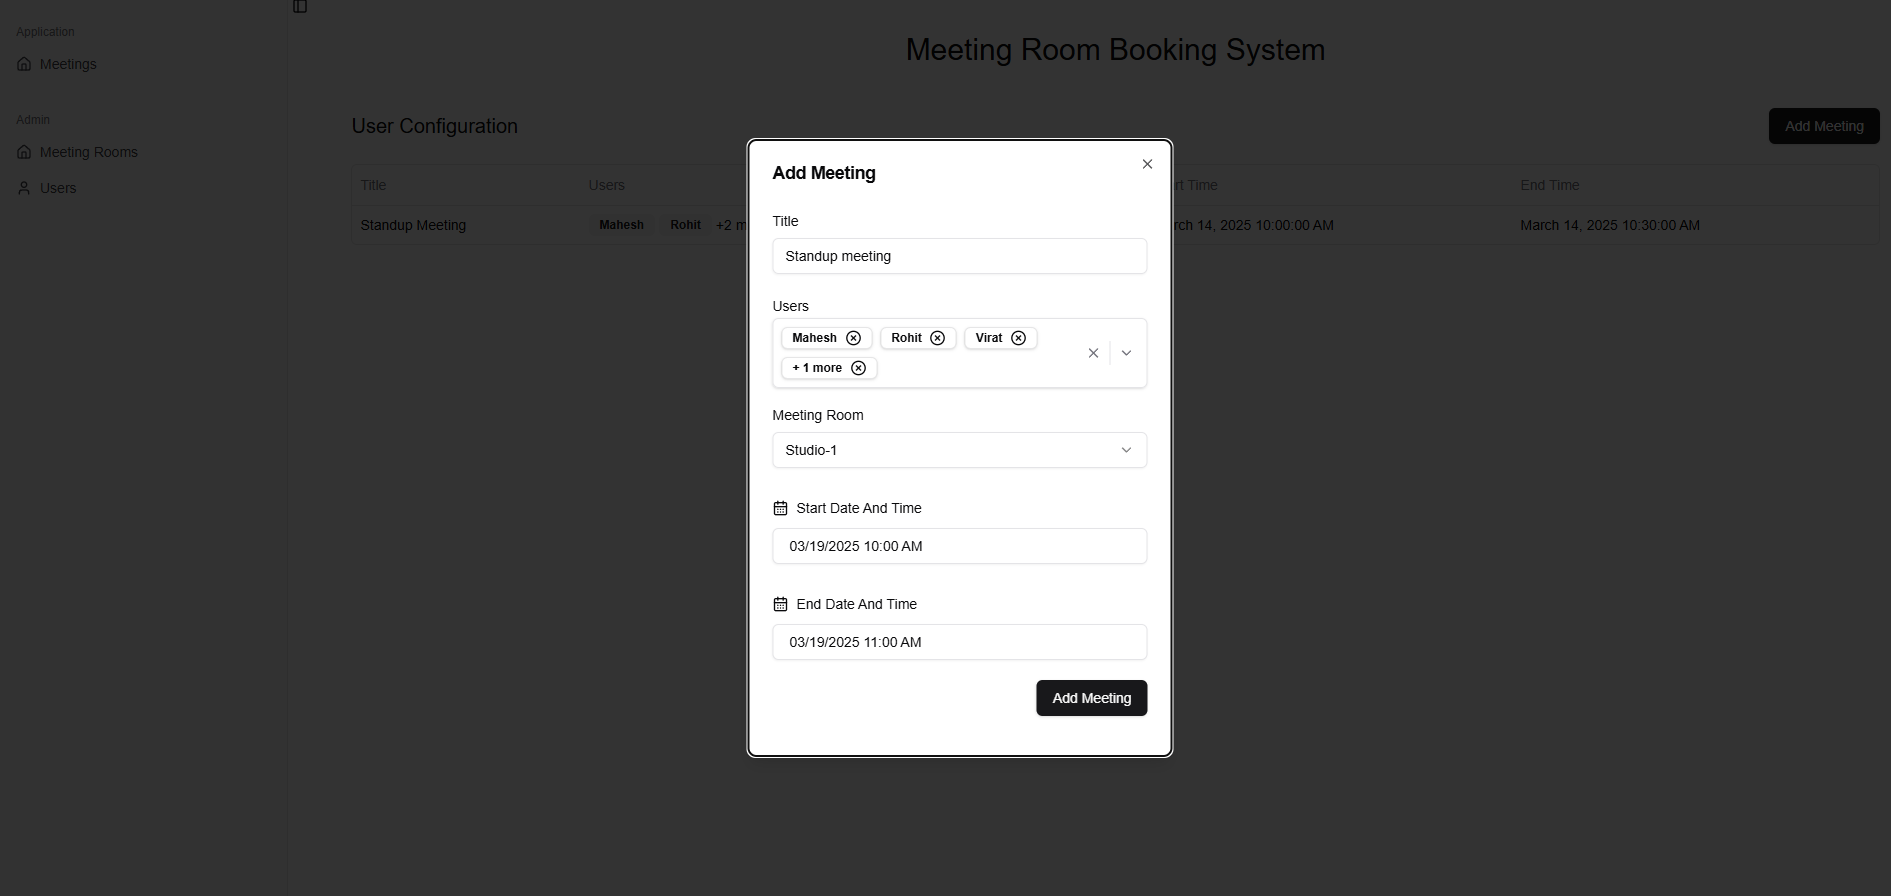 Application
Meetings
Admin
Meeting Rooms
Users
Meeting Room Booking System
User Configuration
Add Meeting
Title Users rt Time End Time
Standup Meeting Mahesh Rohit +2 m rch 14, 2025 10:00:00 AM March 14, 2025 10:30:00 AM
Add Meeting
Title
Standup meeting
Users
Mahesh Rohit Virat
+ 1 more
Meeting Room
Studio-1
Start Date And Time
03/19/2025 10:00 AM
End Date And Time
03/19/2025 11:00 AM
Add Meeting